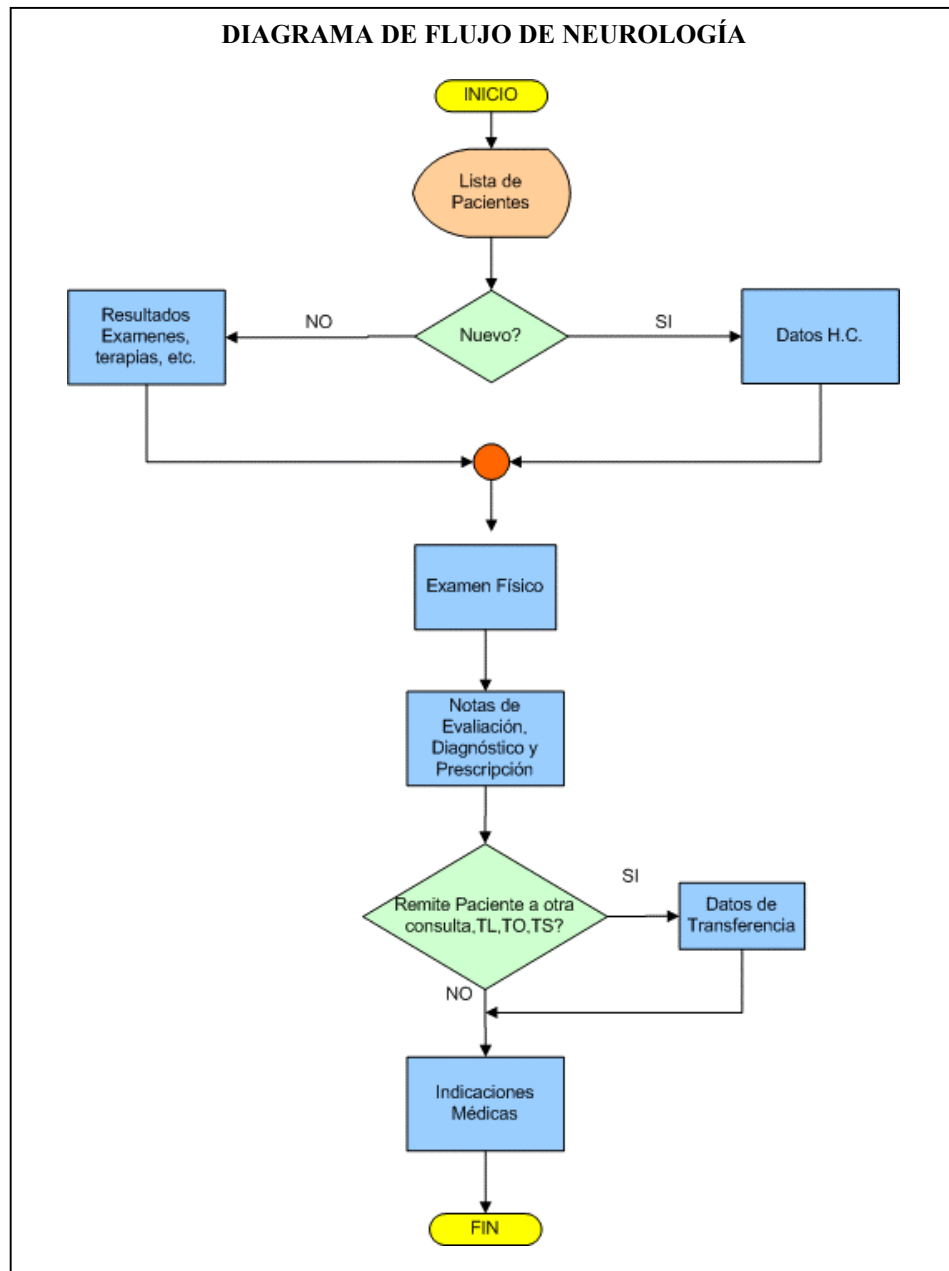 DIAGRAMA DE FLUJO DE NEUROLOGÍA
INICIO
Lista de
Pacientes
Resultados
Examenes,
terapias, etc.
NO
Nuevo?
SI
Datos H.C.
Examen Físico
Notas de
Evaliación,
Diagnóstico y
Prescripción
Remite Paciente a otra
consulta,TL,TO,TS?
SI
Datos de
Transferencia
NO
Indicaciones
Médicas
FIN